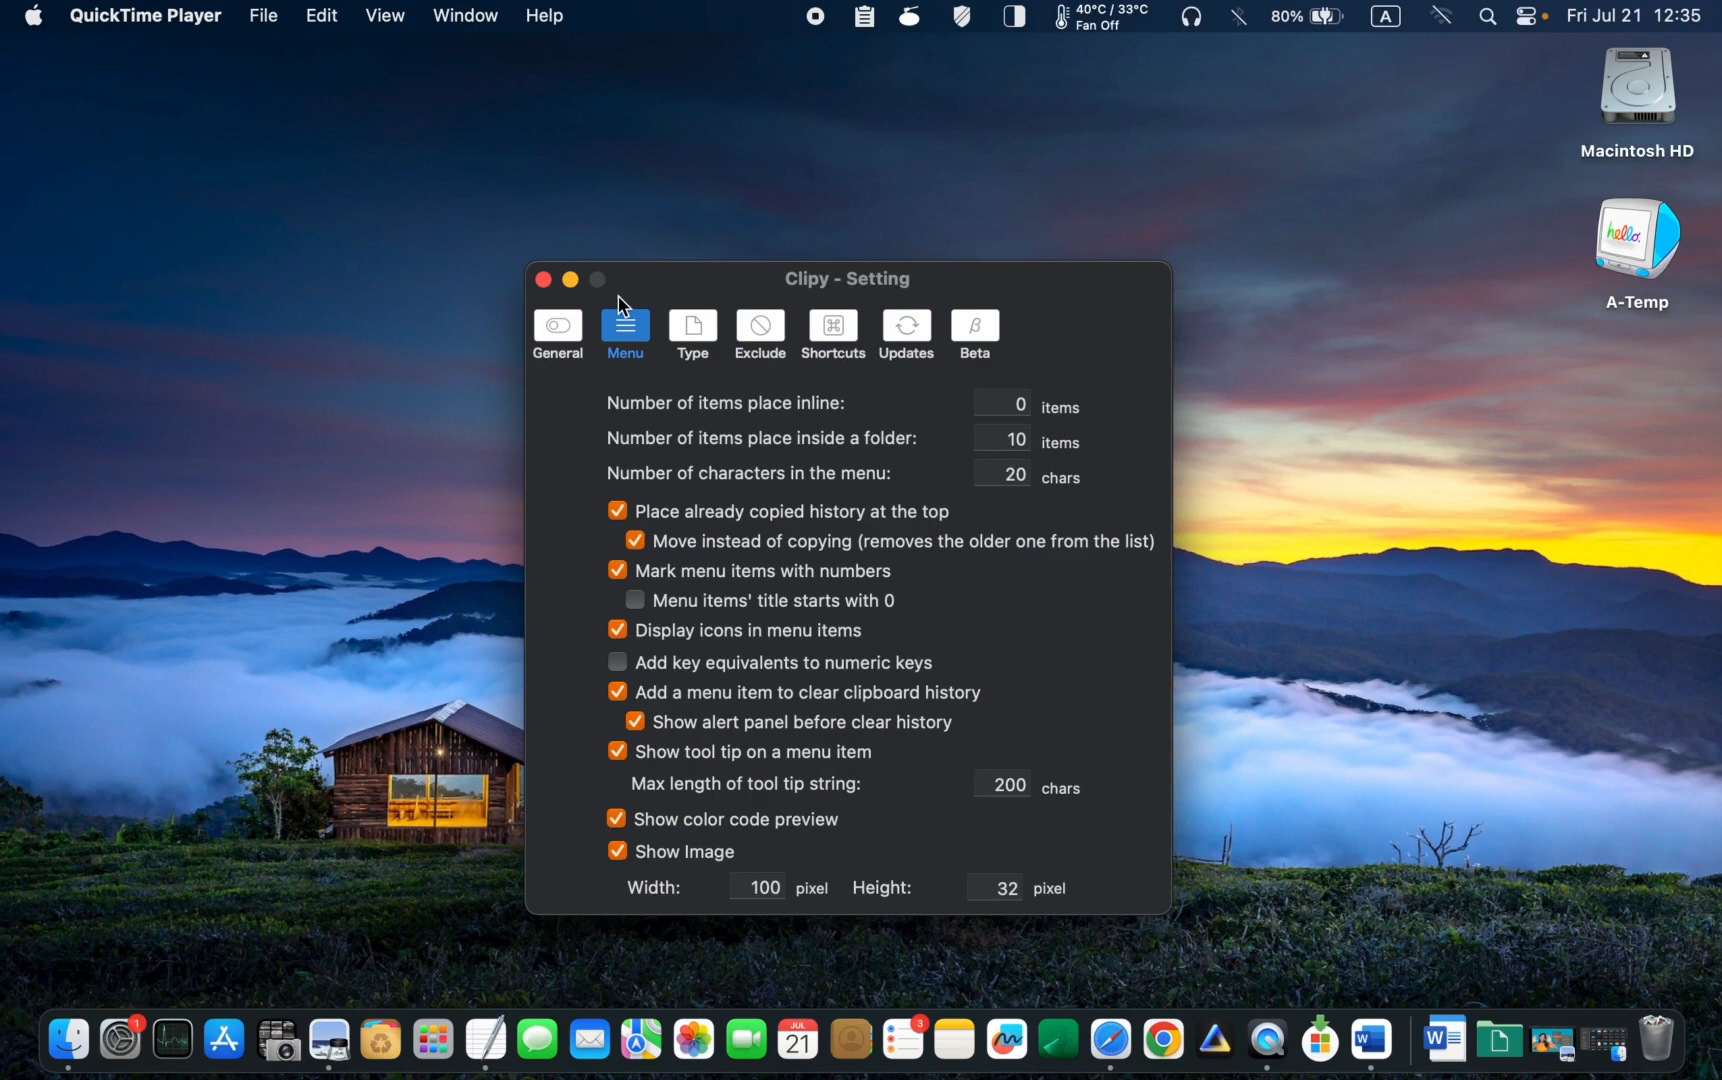 QuickTime Player File Edit View Window Help 40°C / 33°C 80% A Fri Jul 21 12:35
Fan Off
Macintosh HD
hello.
A-Temp
Clipy - Setting
General Menu Type Exclude Shortcuts Updates Beta
Number of items place inline: 0 items
Number of items place inside a folder: 10 items
Number of characters in the menu: 20 chars
Place already copied history at the top
Move instead of copying (removes the older one from the list)
Mark menu items with numbers
Menu items' title starts with 0
Display icons in menu items
Add key equivalents to numeric keys
Add a menu item to clear clipboard history
Show alert panel before clear history
Show tool tip on a menu item
Max length of tool tip string: 200 chars
Show color code preview
Show Image
Width: 100 pixel Height: 32 pixel
1 JUL 3
21 W W